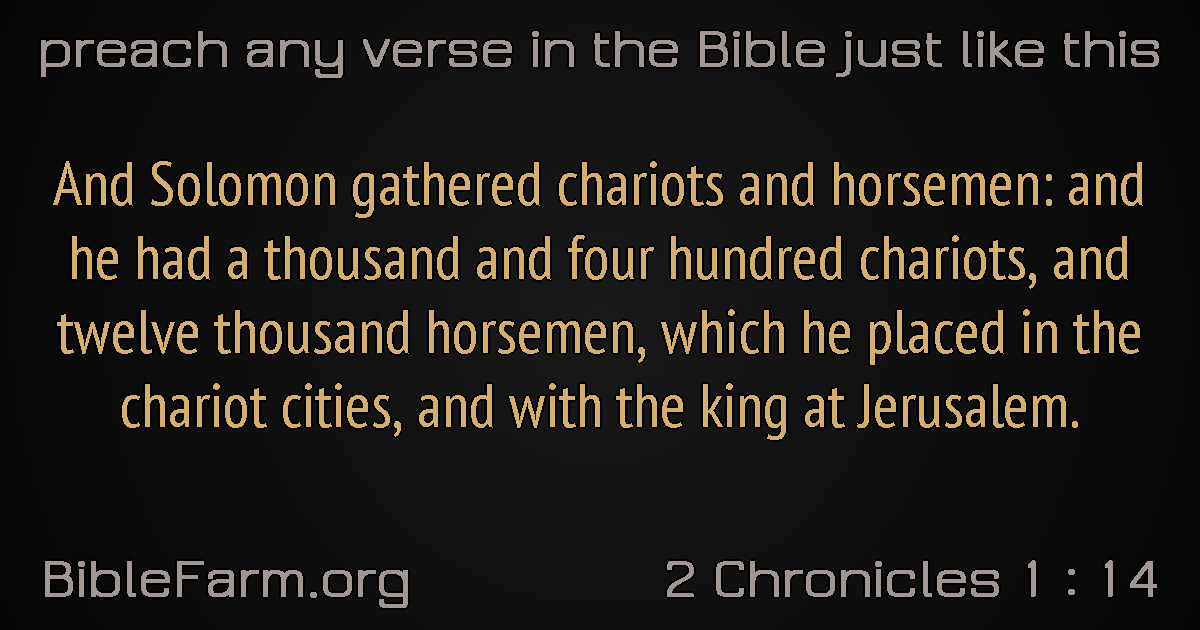 preach any verse in the Bible just like this
And Solomon gathered chariots and horsemen: and
he had a thousand and four hundred chariots, and
twelve thousand horsemen, which he placed in the
chariot cities, and with the king at Jerusalem.
BibleFarm.org
2 Chronicles 1 : 14